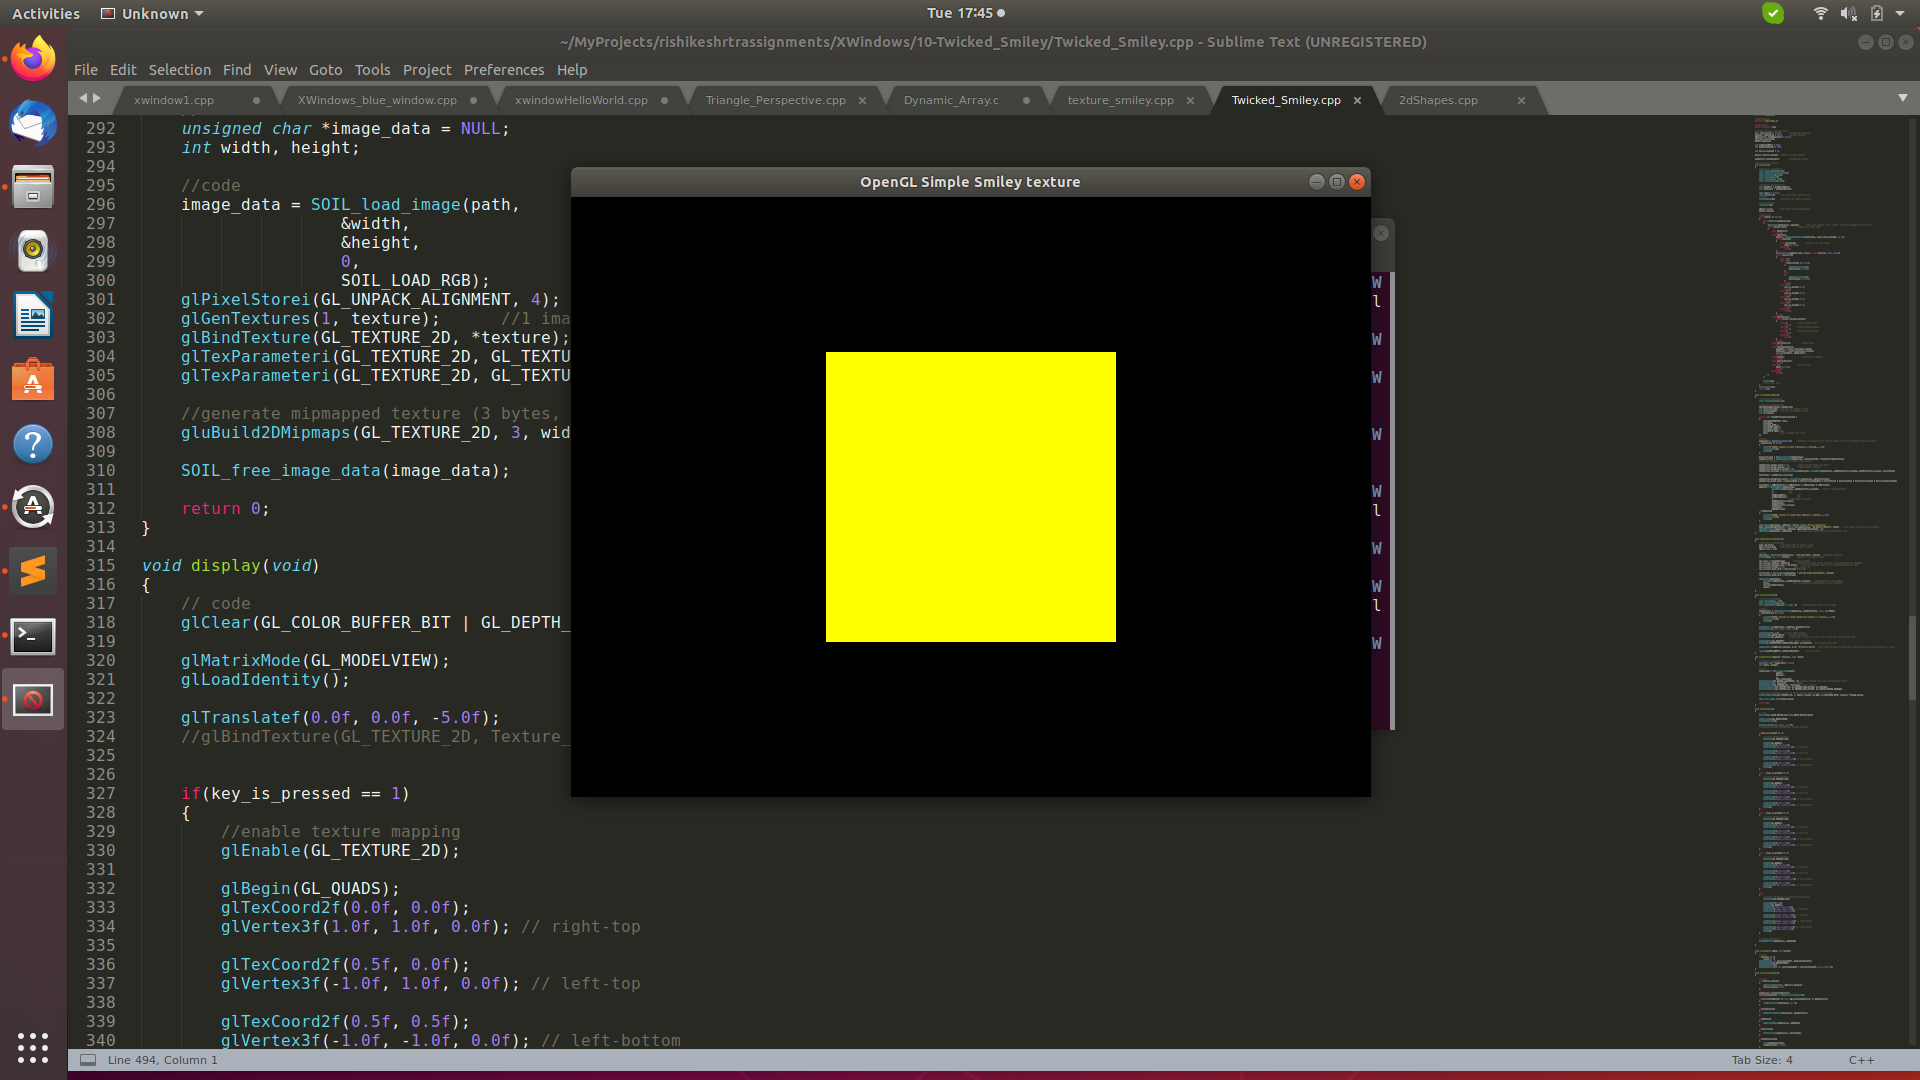 Activities
Unknown
Tue 17:45
~/MyProjects/rishikeshrtrassignments/XWindows/10-Twicked_Smiley/Twicked_Smiley.cpp - Sublime Text (UNREGISTERED)
File Edit Selection Find View Goto Tools Project Preferences Help
xwindow1.cpp XWindows_blue_window.cpp xwindowHelloWorld.cpp Triangle_Perspective.cpp Dynamic_Array.c texture_smiley.cpp Twicked_Smiley.cpp 2dShapes.cpp
292 unsigned char *image_data = NULL;
293 int width, height;
294
295 //code
296 image_data = SOIL_load_image(path,
297 &width,
298 &height,
299 0,
300 SOIL_LOAD_RGB);
301 glPixelStorei(GL_UNPACK_ALIGNMENT, 4);
302 glGenTextures(1, texture); //1 ima
303 glBindTexture(GL_TEXTURE_2D, *texture);
304 glTexParameteri(GL_TEXTURE_2D, GL_TEXTU
305 glTexParameteri(GL_TEXTURE_2D, GL_TEXTU
306
307 //generate mipmapped texture (3 bytes,
308 gluBuild2DMipmaps(GL_TEXTURE_2D, 3, wid
309
310 SOIL_free_image_data(image_data);
311
312 return 0;
313 }
314
315 void display(void)
316 {
317 // code
318 glClear(GL_COLOR_BUFFER_BIT | GL_DEPTH_
319
320 glMatrixMode(GL_MODELVIEW);
321 glLoadIdentity();
322
323 glTranslatef(0.0f, 0.0f, -5.0f);
324 //glBindTexture(GL_TEXTURE_2D, Texture_
325
326
327 if(key_is_pressed == 1)
328 {
329 //enable texture mapping
330 glEnable(GL_TEXTURE_2D);
331
332 glBegin(GL_QUADS);
333 glTexCoord2f(0.0f, 0.0f);
334 glVertex3f(1.0f, 1.0f, 0.0f); // right-top
335
336 glTexCoord2f(0.5f, 0.0f);
337 glVertex3f(-1.0f, 1.0f, 0.0f); // left-top
338
339 glTexCoord2f(0.5f, 0.5f);
340 glVertex3f(-1.0f, -1.0f, 0.0f); // left-bottom
OpenGL Simple Smiley texture
W
l
W
W
W
W
l
W
W
l
W
Line 494, Column 1
Tab Size: 4
C++